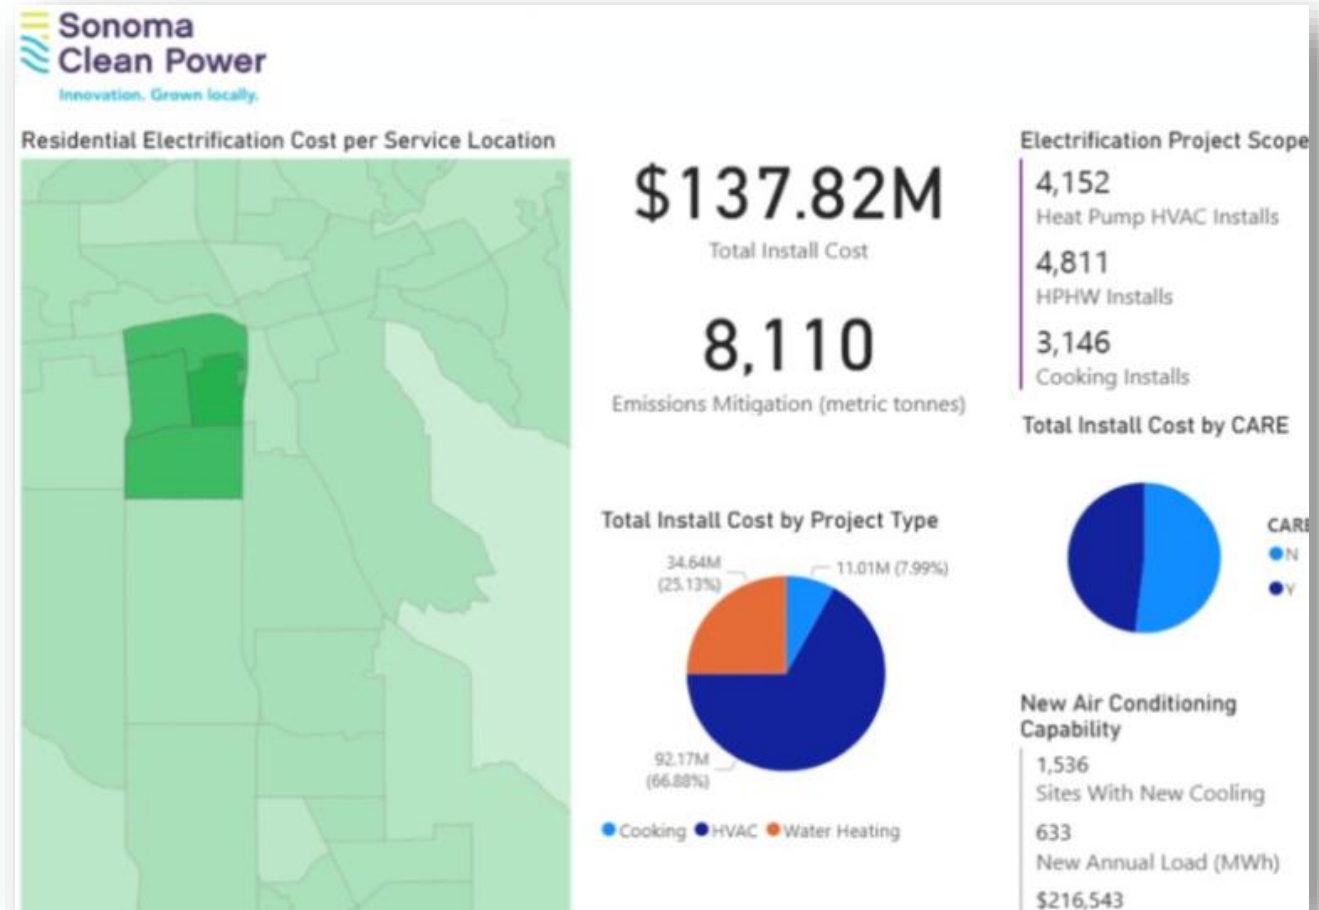 Sonoma
Clean Power
Innovation. Grown locally.
Residential Electrification Cost per Service Location
$137.82M
Total Install Cost
8,110
Emissions Mitigation (metric tonnes)
Electrification Project Scope
4,152
Heat Pump HVAC Installs
4,811
HPHW Installs
3,146
Cooking Installs
Total Install Cost by CARE
CARE
N
Y
Total Install Cost by Project Type
34.64M
(25.13%)
11.01M (7.99%)
92.17M
(66.88%)
Cooking HVAC Water Heating
New Air Conditioning
Capability
1,536
Sites With New Cooling
633
New Annual Load (MWh)
$216,543